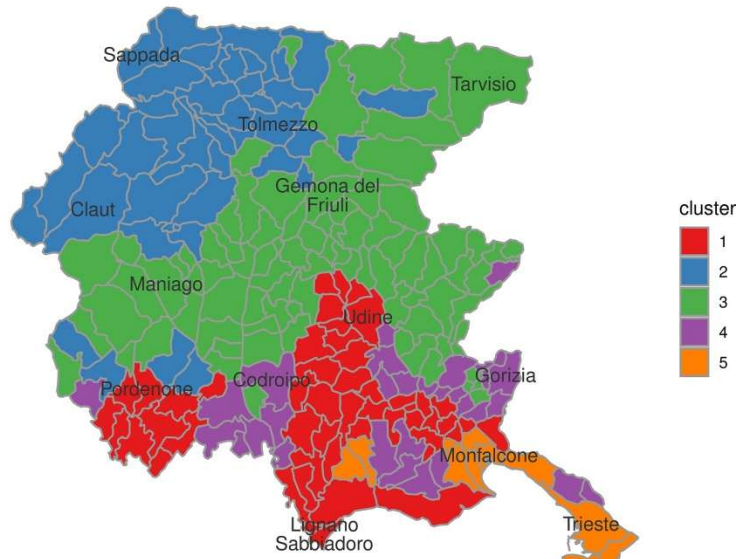 Sappada
Tarvisio
Tolmezzo
Gemona del
Friuli
Claut
Maniago
Udine
Pordenone
Codroipo
Gorizia
Monfalcone
Lignano
Sabbiadoro
Trieste
cluster
1
2
3
4
5